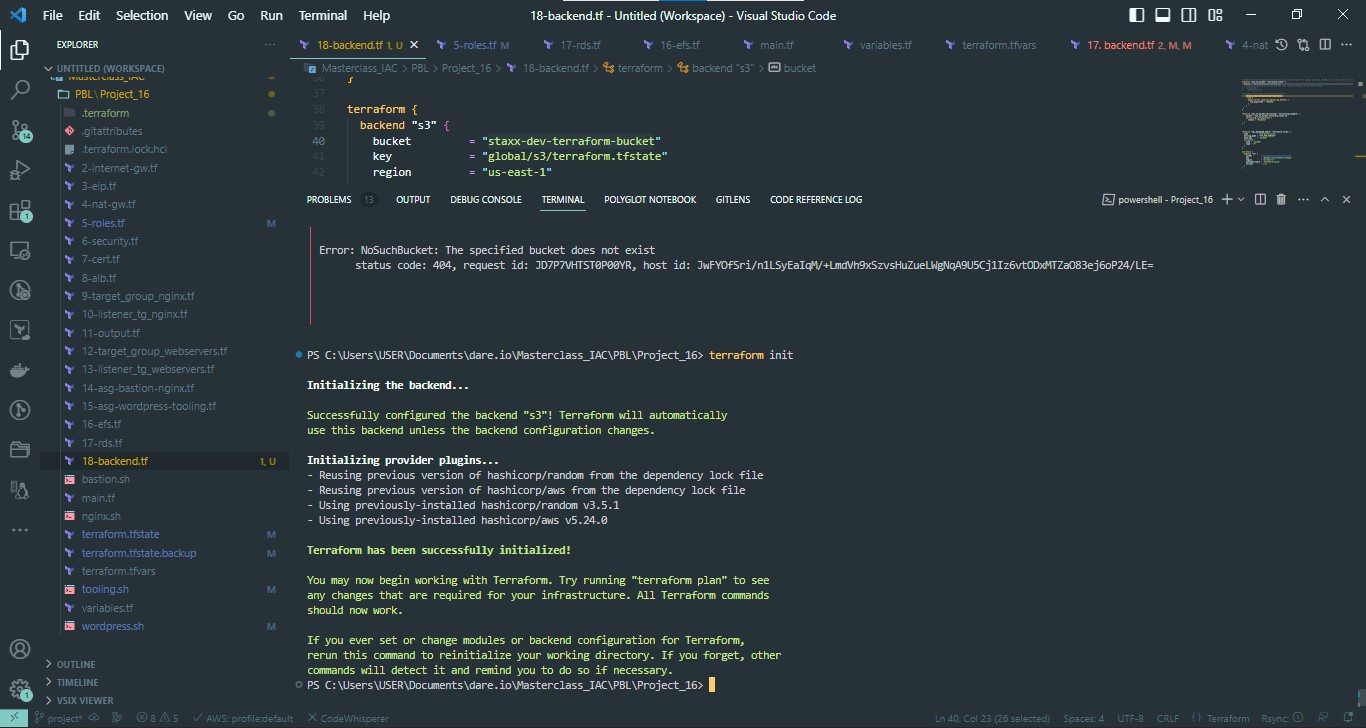 File Edit Selection View Go Run Terminal Help
18-backend.tf - Untitled (Workspace) - Visual Studio Code
EXPLORER
18-backend.tf 1, U
5-roles.tf M
17-rds.tf
16-efs.tf
main.tf
variables.tf
terraform.tfvars
17. backend.tf 2, M, M
4-nat
UNTITLED (WORKSPACE)
Masterclass_IAC
Masterclass_IAC > PBL > Project_16 > 18-backend.tf > terraform > backend "s3" > bucket
PBL \ Project_16
.terraform
.gitattributes
.terraform.lock.hcl
2-internet-gw.tf
3-eip.tf
4-nat-gw.tf
5-roles.tf M
6-security.tf
7-cert.tf
8-alb.tf
9-target_group_nginx.tf
10-listener_tg_nginx.tf
11-output.tf
12-target_group_webservers.tf
13-listener_tg_webservers.tf
14-asg-bastion-nginx.tf
15-asg-wordpress-tooling.tf
16-efs.tf
17-rds.tf
18-backend.tf 1, U
bastion.sh
main.tf
nginx.sh
terraform.tfstate M
terraform.tfstate.backup M
terraform.tfvars
tooling.sh M
variables.tf
wordpress.sh M
OUTLINE
TIMELINE
VSIX VIEWER
14
1
1
36 }
37
38 terraform {
39 backend "s3" {
40 bucket = "staxx-dev-terraform-bucket"
41 key = "global/s3/terraform.tfstate"
42 region = "us-east-1"
PROBLEMS 13 OUTPUT DEBUG CONSOLE TERMINAL POLYGLOT NOTEBOOK GITLENS CODE REFERENCE LOG
powershell - Project_16
Error: NoSuchBucket: The specified bucket does not exist
status code: 404, request id: JD7P7VHTST0P00YR, host id: JwFYOfSri/n1LSyEaIqM/+LmdVh9xSzvsHuZueLWgNqA9U5Cj1Iz6vtODxMTZaO83ej6oP24/LE=
PS C:\Users\USER\Documents\dare.io\Masterclass_IAC\PBL\Project_16> terraform init
Initializing the backend...
Successfully configured the backend "s3"! Terraform will automatically
use this backend unless the backend configuration changes.
Initializing provider plugins...
- Reusing previous version of hashicorp/random from the dependency lock file
- Reusing previous version of hashicorp/aws from the dependency lock file
- Using previously-installed hashicorp/random v3.5.1
- Using previously-installed hashicorp/aws v5.24.0
Terraform has been successfully initialized!
You may now begin working with Terraform. Try running "terraform plan" to see
any changes that are required for your infrastructure. All Terraform commands
should now work.
If you ever set or change modules or backend configuration for Terraform,
rerun this command to reinitialize your working directory. If you forget, other
commands will detect it and remind you to do so if necessary.
PS C:\Users\USER\Documents\dare.io\Masterclass_IAC\PBL\Project_16>
project* 8 5 AWS: profile:default CodeWhisperer
Ln 40, Col 23 (26 selected) Spaces: 4 UTF-8 CRLF { } Terraform Rsync: